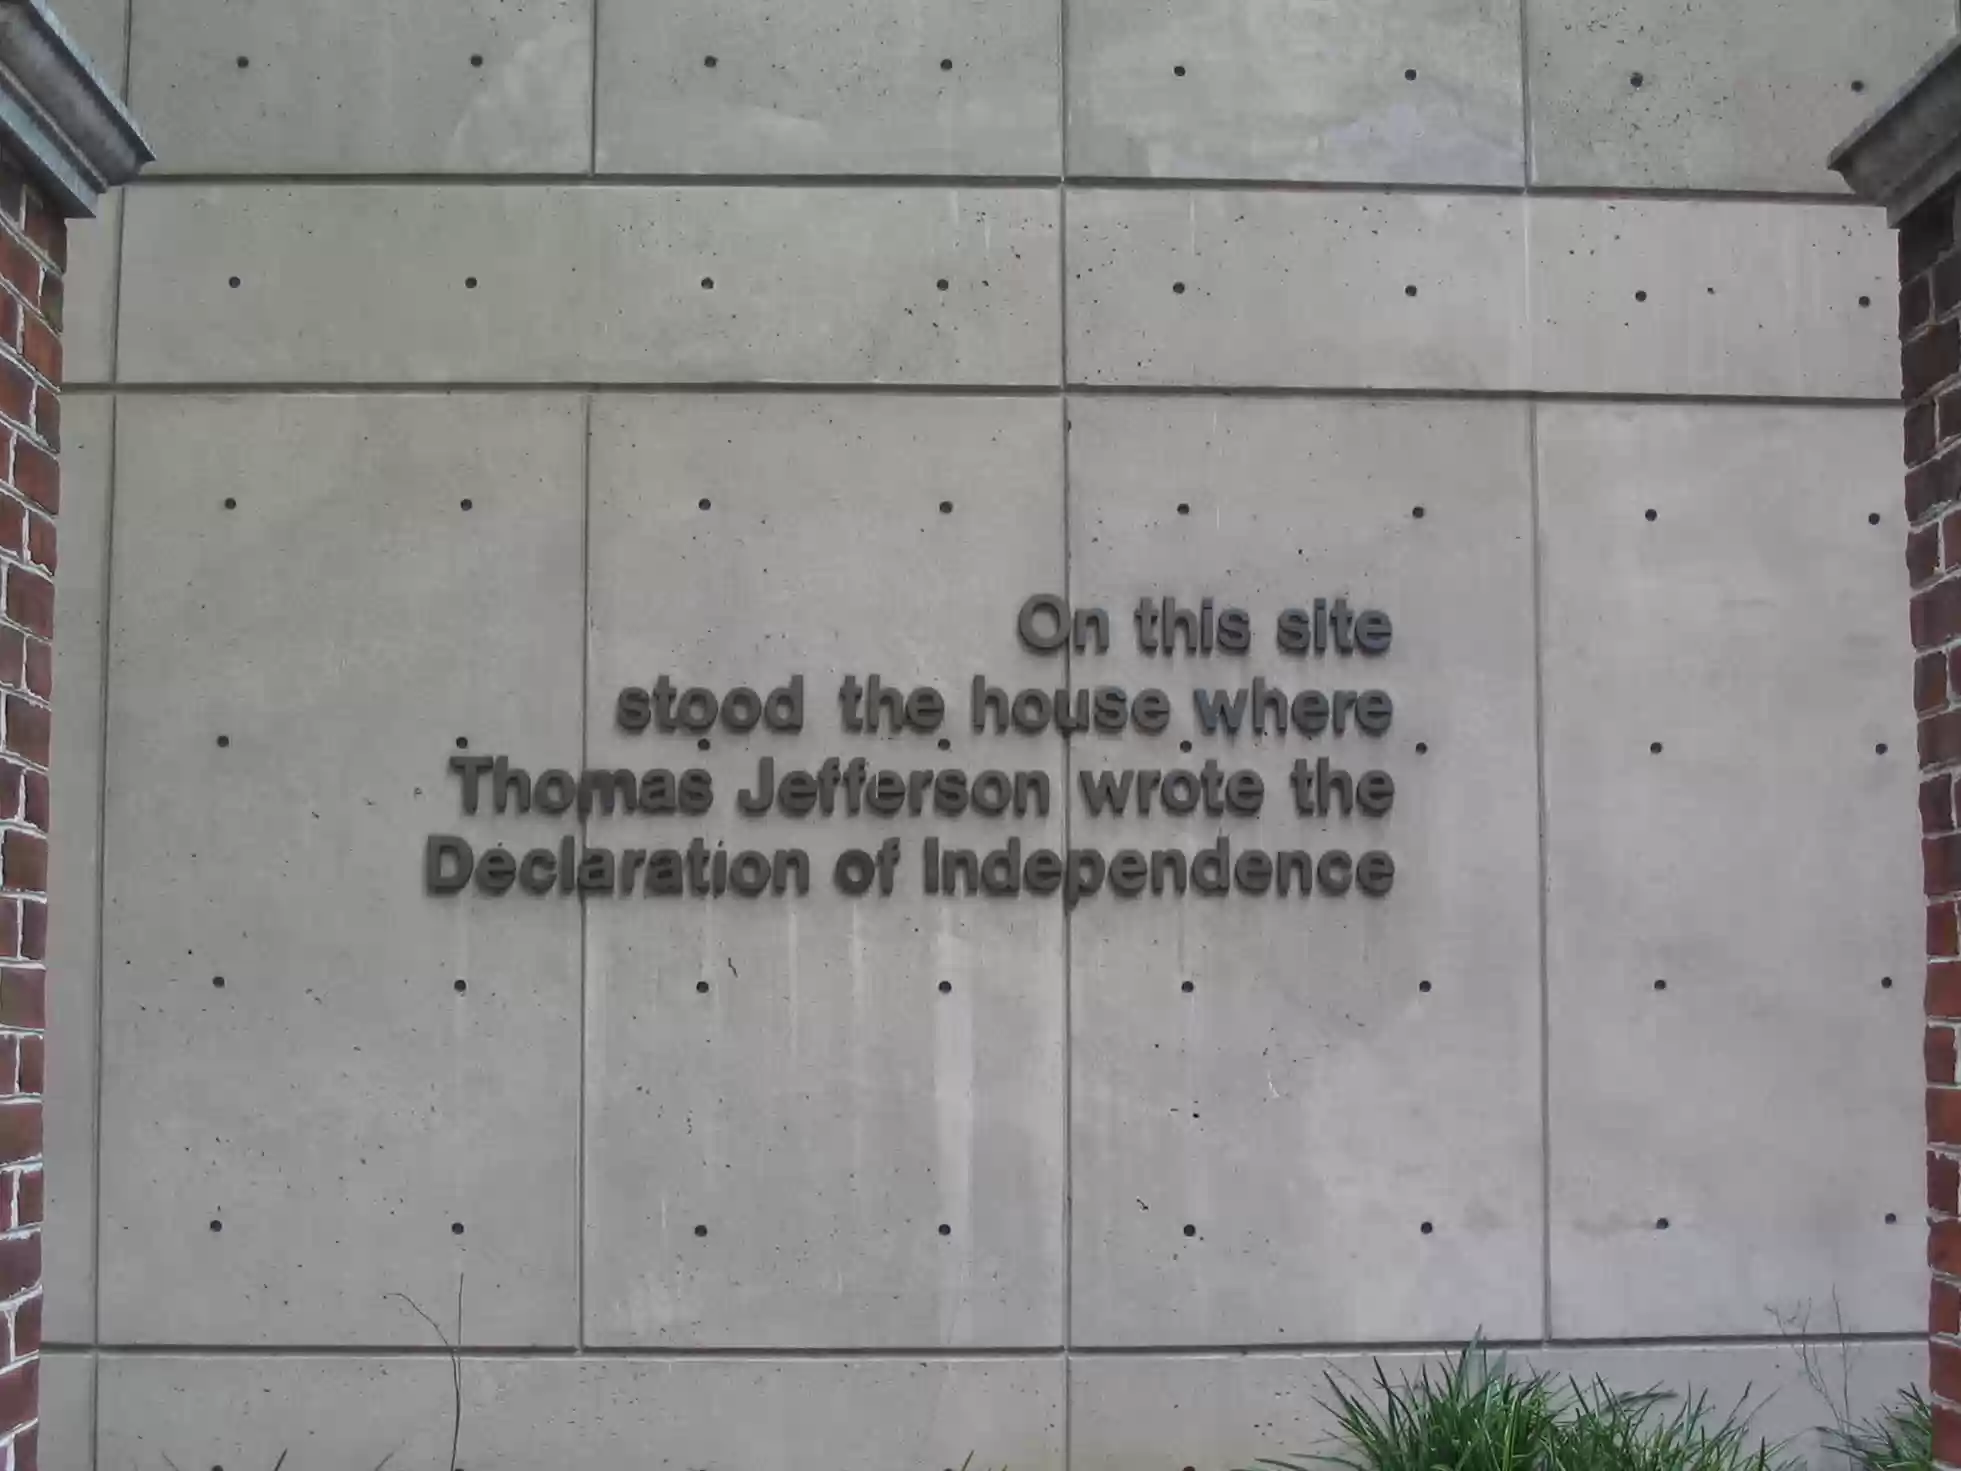 On this site
stood the house where
Thomas Jefferson wrote the
Declaration of Independence